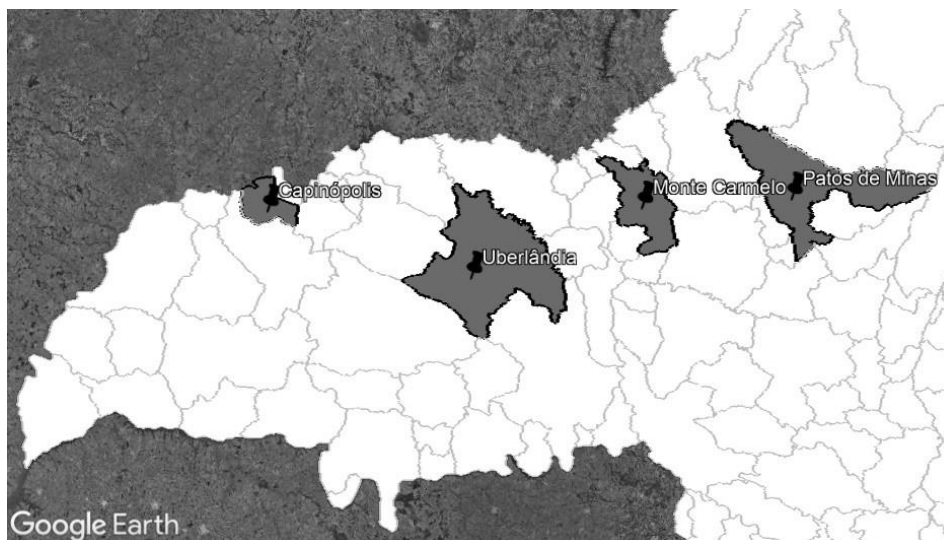 Capinópolis
Monte Carmelo
Patos de Minas
Uberlândia
Google Earth